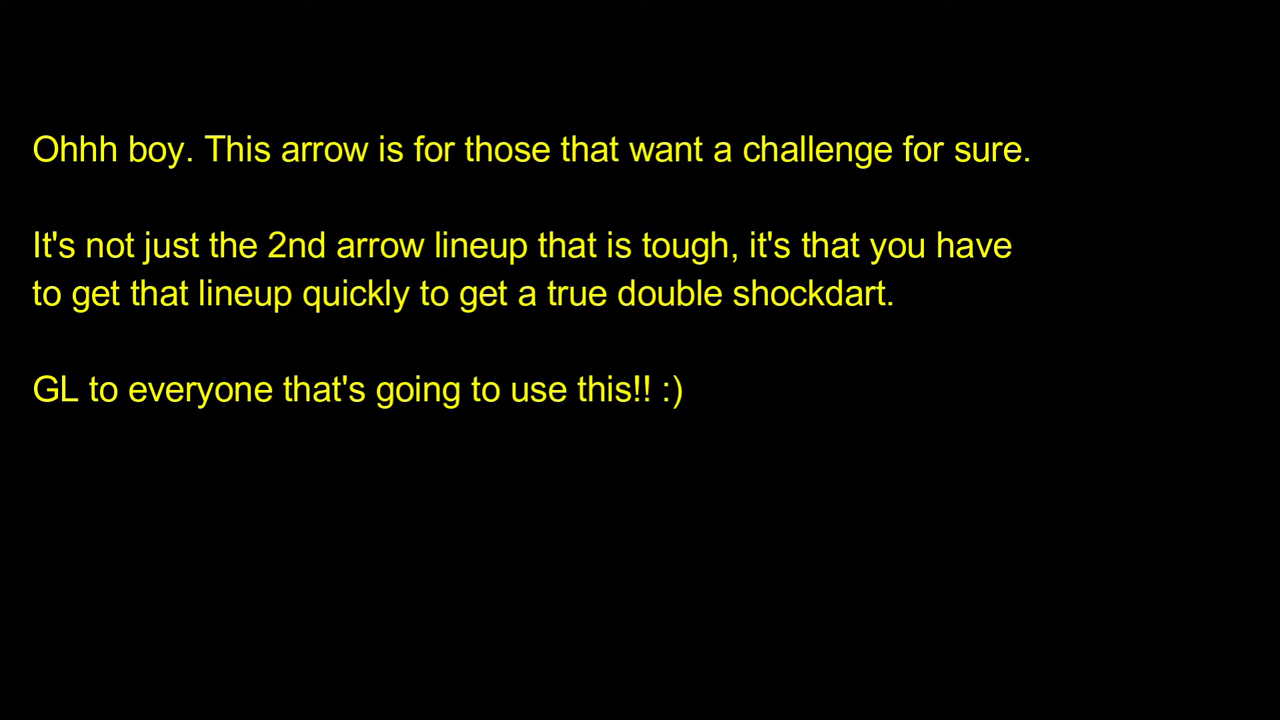 Ohhh boy. This arrow is for those that want a challenge for sure.
It's not just the 2nd arrow lineup that is tough, it's that you have
to get that lineup quickly to get a true double shockdart.
GL to everyone that's going to use this!! :)